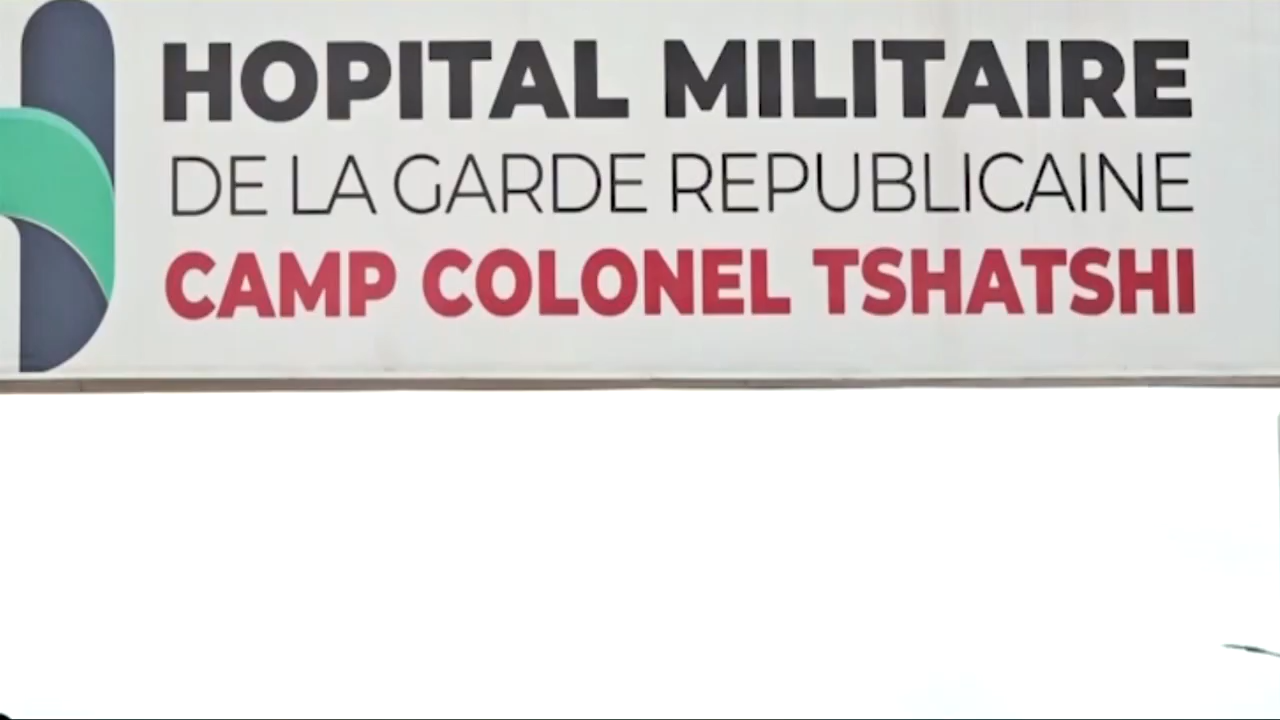 HOPITAL MILITAIRE
DE LA GARDE REPUBLICAINE
CAMP COLONEL TSHATSHI